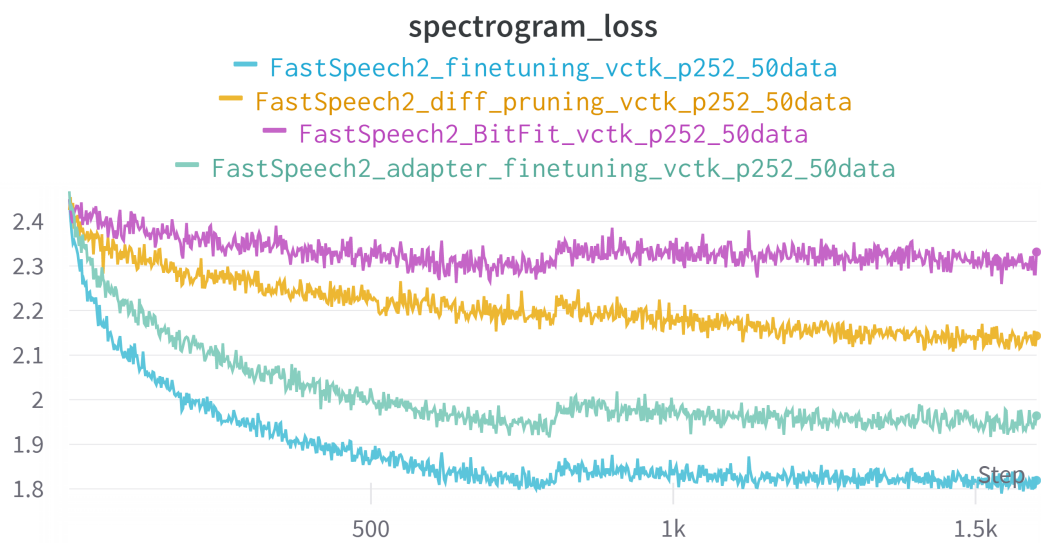 spectrogram_loss
FastSpeech2_finetuning_vctk_p252_50data
FastSpeech2_diff_pruning_vctk_p252_50data
FastSpeech2_BitFit_vctk_p252_50data
FastSpeech2_adapter_finetuning_vctk_p252_50data
2.4
2.3
2.2
2.1
2
1.9
1.8
Step
500 1k 1.5k